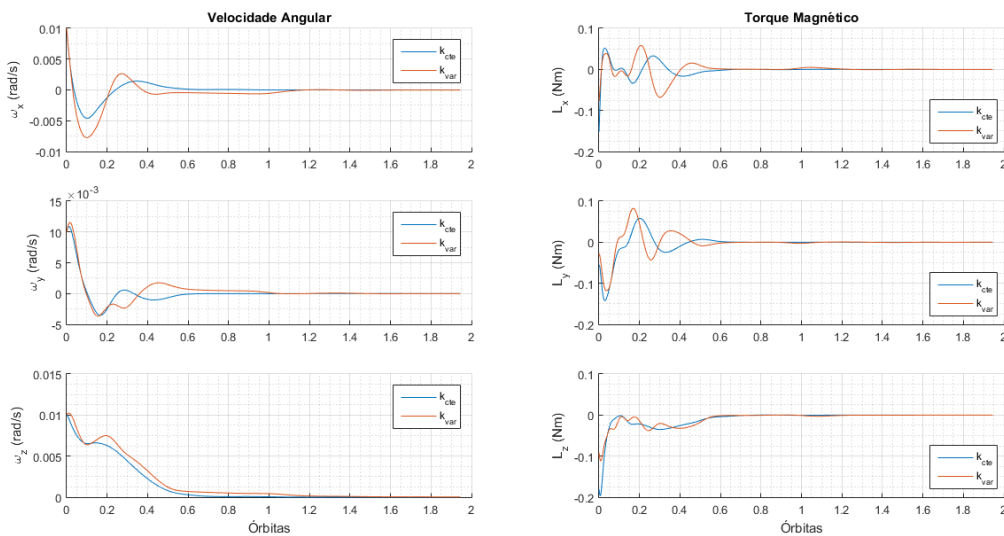 Velocidade Angular
0.01
0.005
0
-0.005
-0.01
ω_x (rad/s)
k_cte
k_var
0 0.2 0.4 0.6 0.8 1 1.2 1.4 1.6 1.8 2
× 10^-3
15
10
5
0
-5
ω_y (rad/s)
k_cte
k_var
0 0.2 0.4 0.6 0.8 1 1.2 1.4 1.6 1.8 2
0.015
0.01
0.005
0
ω_z (rad/s)
k_cte
k_var
0 0.2 0.4 0.6 0.8 1 1.2 1.4 1.6 1.8 2
Órbitas
Torque Magnético
0.1
0
-0.1
-0.2
L_x (Nm)
k_cte
k_var
0 0.2 0.4 0.6 0.8 1 1.2 1.4 1.6 1.8 2
0.1
0
-0.1
-0.2
L_y (Nm)
k_cte
k_var
0 0.2 0.4 0.6 0.8 1 1.2 1.4 1.6 1.8 2
0.1
0
-0.1
-0.2
L_z (Nm)
k_cte
k_var
0 0.2 0.4 0.6 0.8 1 1.2 1.4 1.6 1.8 2
Órbitas